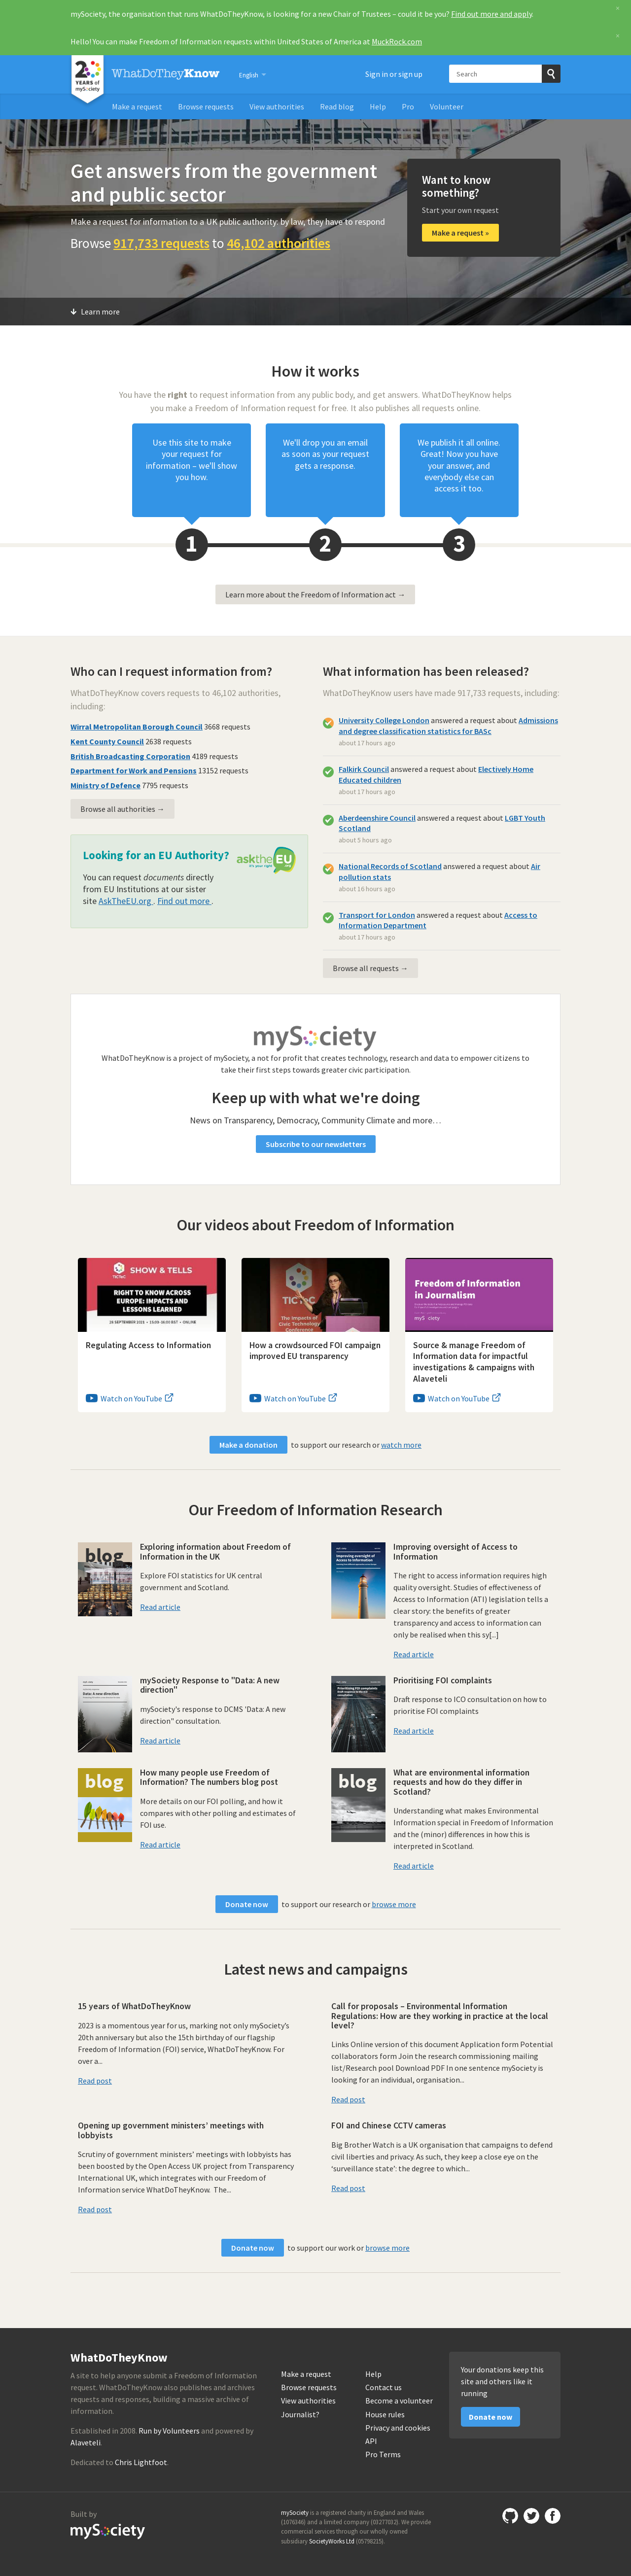 mySociety, the organisation that runs WhatDoTheyKnow, is looking for a new Chair of Trustees – could it be you? Find out more and apply.
Hello! You can make Freedom of Information requests within United States of America at MuckRock.com
20
YEARS of
mySociety
WhatDoTheyKnow
English
Sign in or sign up
Search
Make a request
Browse requests
View authorities
Read blog
Help
Pro
Volunteer
Get answers from the government
and public sector
Make a request for information to a UK public authority: by law, they have to respond
Browse 917,733 requests to 46,102 authorities
Want to know
something?
Start your own request
Make a request »
Learn more
How it works
You have the right to request information from any public body, and get answers. WhatDoTheyKnow helps
you make a Freedom of Information request for free. It also publishes all requests online.
Use this site to make
your request for
information – we'll show
you how.
We'll drop you an email
as soon as your request
gets a response.
We publish it all online.
Great! Now you have
your answer, and
everybody else can
access it too.
1
2
3
Learn more about the Freedom of Information act →
Who can I request information from?
WhatDoTheyKnow covers requests to 46,102 authorities,
including:
Wirral Metropolitan Borough Council 3668 requests
Kent County Council 2638 requests
British Broadcasting Corporation 4189 requests
Department for Work and Pensions 13152 requests
Ministry of Defence 7795 requests
Browse all authorities →
Looking for an EU Authority?
asktheEU
it's your right
You can request documents directly
from EU Institutions at our sister
site AskTheEU.org . Find out more .
What information has been released?
WhatDoTheyKnow users have made 917,733 requests, including:
University College London answered a request about Admissions
and degree classification statistics for BASc
about 17 hours ago
Falkirk Council answered a request about Electively Home
Educated children
about 17 hours ago
Aberdeenshire Council answered a request about LGBT Youth
Scotland
about 5 hours ago
National Records of Scotland answered a request about Air
pollution stats
about 16 hours ago
Transport for London answered a request about Access to
Information Department
about 17 hours ago
Browse all requests →
mySociety
WhatDoTheyKnow is a project of mySociety, a not for profit that creates technology, research and data to empower citizens to
take their first steps towards greater civic participation.
Keep up with what we're doing
News on Transparency, Democracy, Community Climate and more…
Subscribe to our newsletters
Our videos about Freedom of Information
TICTeC
SHOW & TELLS
RIGHT TO KNOW ACROSS
EUROPE: IMPACTS AND
LESSONS LEARNED
Regulating Access to Information
Watch on YouTube
TICTeC
The Impacts of
Civic Technology
Conference
How a crowdsourced FOI campaign
improved EU transparency
Watch on YouTube
Freedom of Information
in Journalism
mySociety
Source & manage Freedom of
Information data for impactful
investigations & campaigns with
Alaveteli
Watch on YouTube
Make a donation to support our research or watch more
Our Freedom of Information Research
blog
Exploring information about Freedom of
Information in the UK
Explore FOI statistics for UK central
government and Scotland.
Read article
Improving oversight of
Access to Information
Improving oversight of Access to
Information
The right to access information requires high
quality oversight. Studies of effectiveness of
Access to Information (ATI) legislation tells a
clear story: the benefits of greater
transparency and access to information can
only be realised when this sy[...]
Read article
Data: A new direction
mySociety Response to "Data: A new
direction"
mySociety's response to DCMS 'Data: A new
direction" consultation.
Read article
Prioritising FOI complaints
Prioritising FOI complaints
Draft response to ICO consultation on how to
prioritise FOI complaints
Read article
blog
How many people use Freedom of
Information? The numbers blog post
More details on our FOI polling, and how it
compares with other polling and estimates of
FOI use.
Read article
blog
What are environmental information
requests and how do they differ in
Scotland?
Understanding what makes Environmental
Information special in Freedom of Information
and the (minor) differences in how this is
interpreted in Scotland.
Read article
Donate now to support our research or browse more
Latest news and campaigns
15 years of WhatDoTheyKnow
2023 is a momentous year for us, marking not only mySociety’s
20th anniversary but also the 15th birthday of our flagship
Freedom of Information (FOI) service, WhatDoTheyKnow. For
over a...
Read post
Call for proposals – Environmental Information
Regulations: How are they working in practice at the local
level?
Links Online version of this document Application form Potential
collaborators form Join the research commissioning mailing
list/Research pool Download PDF In one sentence mySociety is
looking for an individual, organisation...
Read post
Opening up government ministers’ meetings with
lobbyists
Scrutiny of government ministers’ meetings with lobbyists has
been boosted by the Open Access UK project from Transparency
International UK, which integrates with our Freedom of
Information service WhatDoTheyKnow. The...
Read post
FOI and Chinese CCTV cameras
Big Brother Watch is a UK organisation that campaigns to defend
civil liberties and privacy. As such, they keep a close eye on the
‘surveillance state’: the degree to which...
Read post
Donate now to support our work or browse more
WhatDoTheyKnow
A site to help anyone submit a Freedom of Information
request. WhatDoTheyKnow also publishes and archives
requests and responses, building a massive archive of
information.
Established in 2008. Run by Volunteers and powered by
Alaveteli.
Dedicated to Chris Lightfoot.
Make a request
Browse requests
View authorities
Journalist?
Help
Contact us
Become a volunteer
House rules
Privacy and cookies
API
Pro Terms
Your donations keep this
site and others like it
running
Donate now
Built by
mySociety
mySociety is a registered charity in England and Wales
(1076346) and a limited company (03277032). We provide
commercial services through our wholly owned
subsidiary SocietyWorks Ltd (05798215).